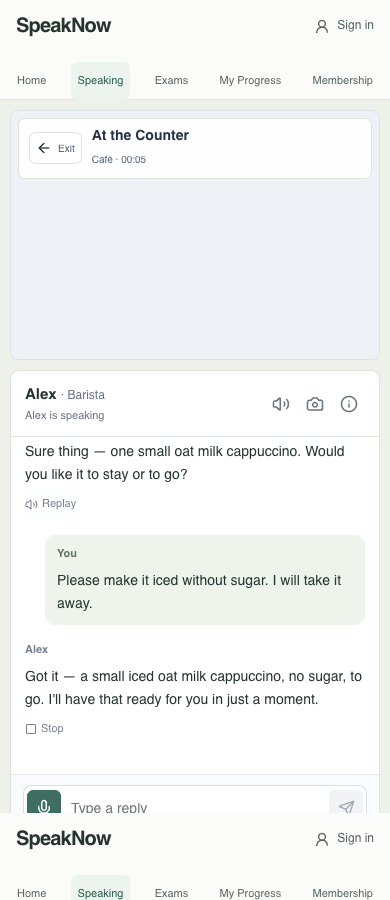 SpeakNow
Sign in
Home Speaking Exams My Progress Membership
At the Counter
Exit
Café · 00:05
Alex · Barista
Alex is speaking
Sure thing — one small oat milk cappuccino. Would
you like it to stay or to go?
Replay
You
Please make it iced without sugar. I will take it
away.
Alex
Got it — a small iced oat milk cappuccino, no sugar, to
go. I'll have that ready for you in just a moment.
Stop
Type a reply
SpeakNow
Sign in
Home Speaking Exams My Progress Membership